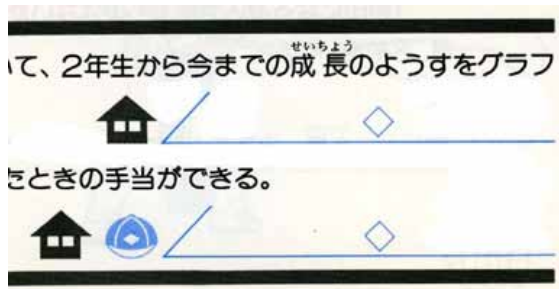 いて、2年生から今までの成長のようすをグラフ
せいちょう
たときの手当ができる。